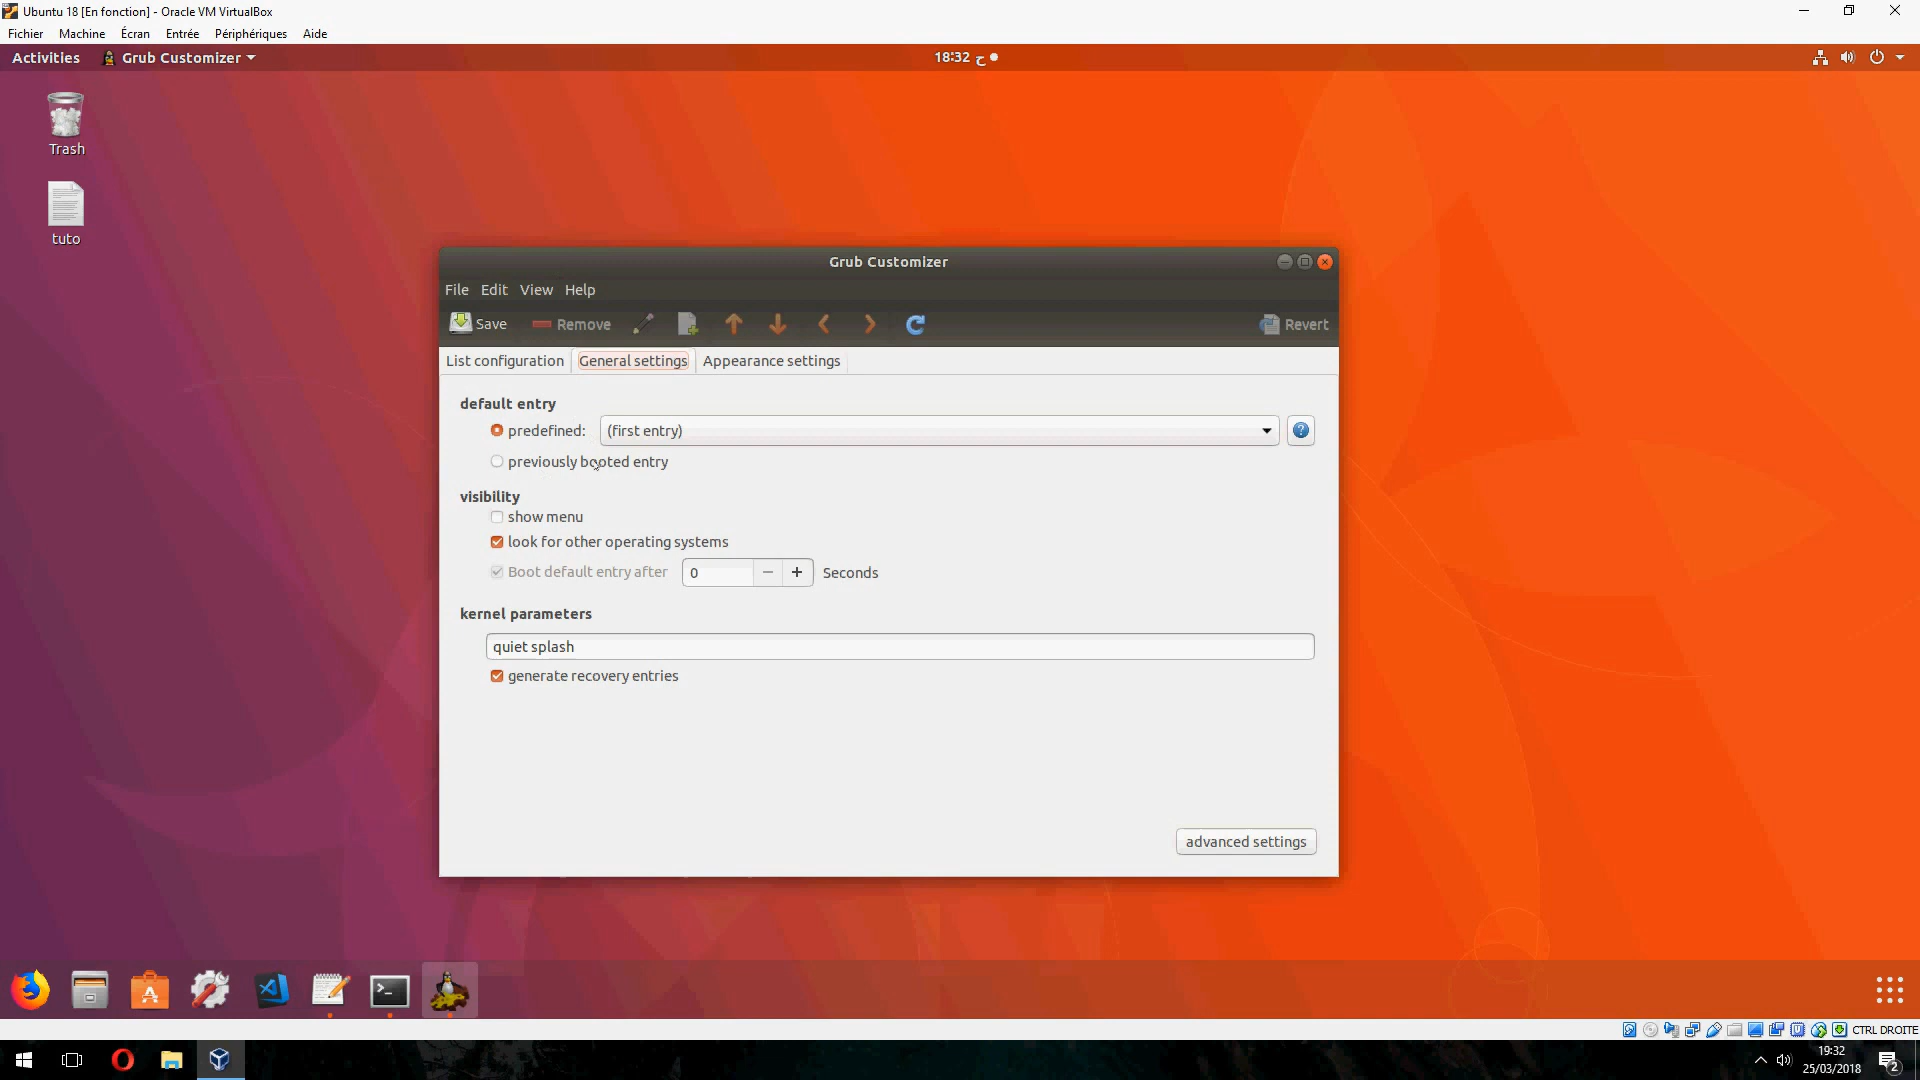 Ubuntu 18 [En fonction] - Oracle VM VirtualBox
Fichier Machine Écran Entrée Périphériques Aide
Activities Grub Customizer 18:32 ح
Trash
tuto
Grub Customizer
File Edit View Help
Save Remove Revert
List configuration General settings Appearance settings
default entry
predefined: (first entry)
previously booted entry
visibility
show menu
look for other operating systems
Boot default entry after 0 − + Seconds
kernel parameters
quiet splash
generate recovery entries
advanced settings
CTRL DROITE
19:32
25/03/2018
2